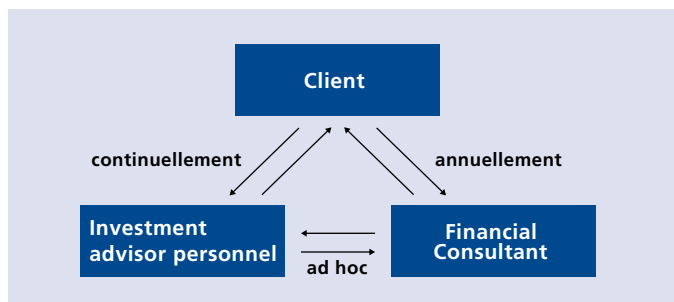 Client
continuellement
annuellement
Investment
advisor personnel
Financial
Consultant
ad hoc